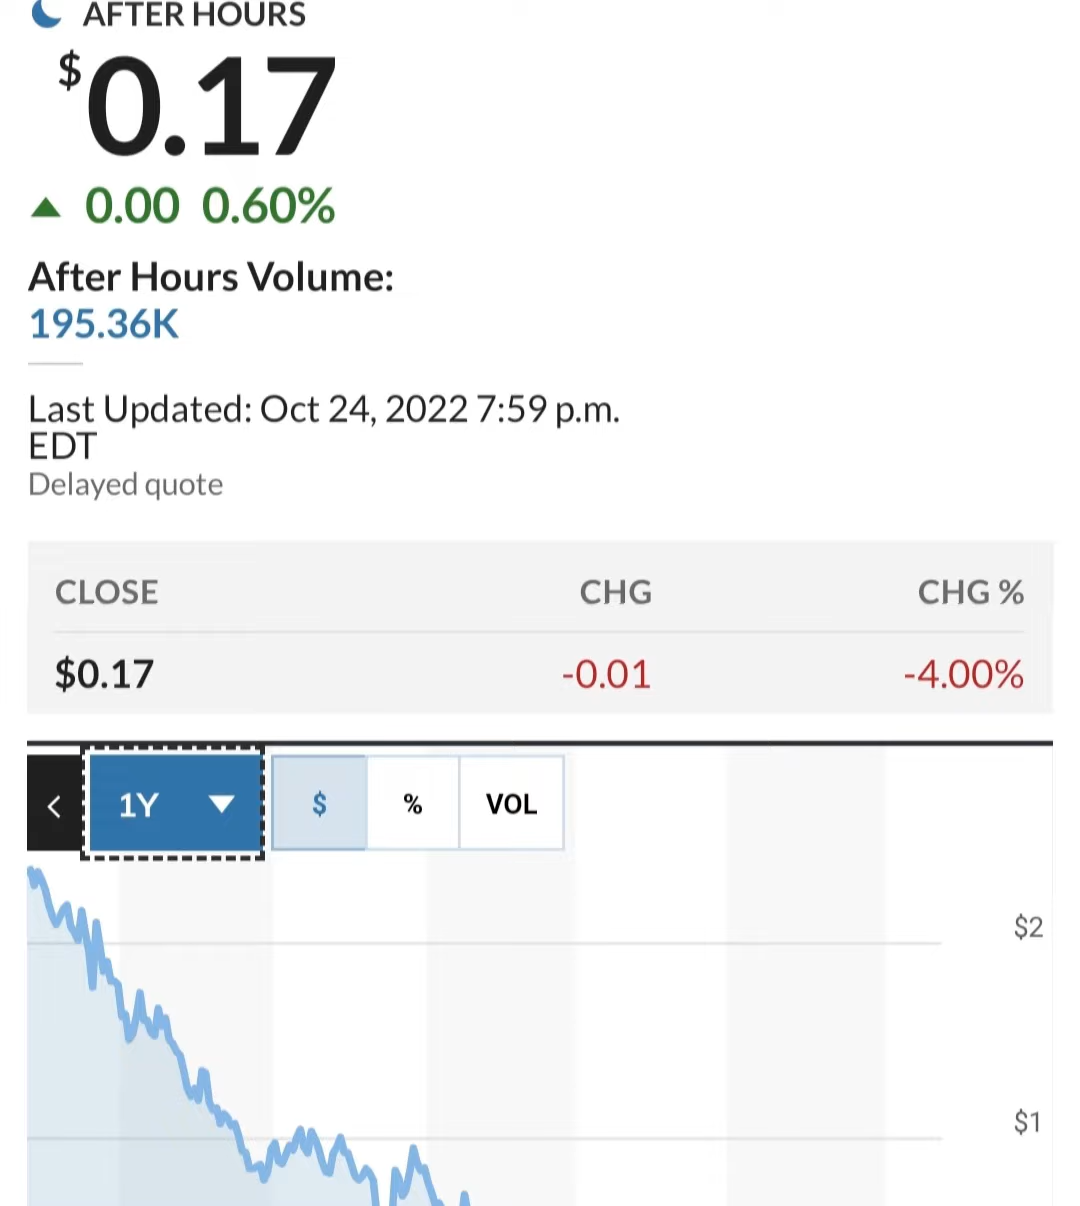 AFTER HOURS
$0.17
0.00 0.60%
After Hours Volume:
195.36K
Last Updated: Oct 24, 2022 7:59 p.m.
EDT
Delayed quote
CLOSE CHG CHG %
$0.17 -0.01 -4.00%
1Y $ % VOL
$2
$1